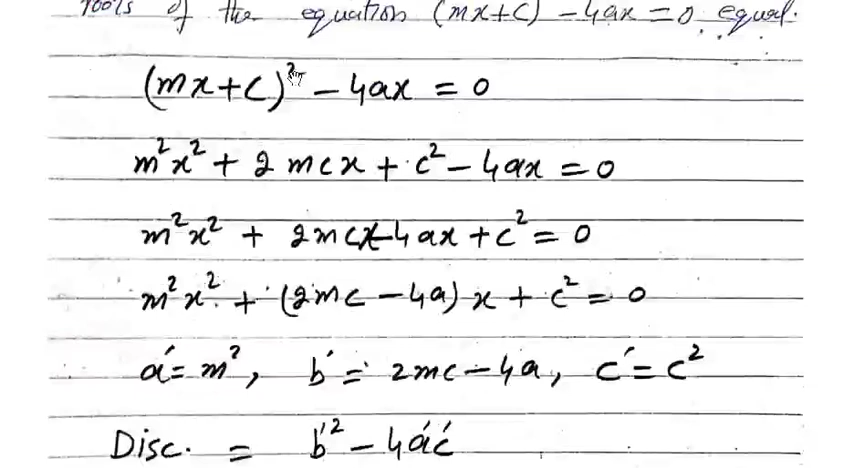 roots of the equation (mx+c) - 4ax = 0 equal.
(mx+c)² - 4ax = 0
m²x² + 2mcx + c² - 4ax = 0
m²x² + 2mcx - 4ax + c² = 0
m²x² + (2mc - 4a) x + c² = 0
a′ = m², b′ = 2mc - 4a, c′ = c²
Disc. = b′² - 4a′c′